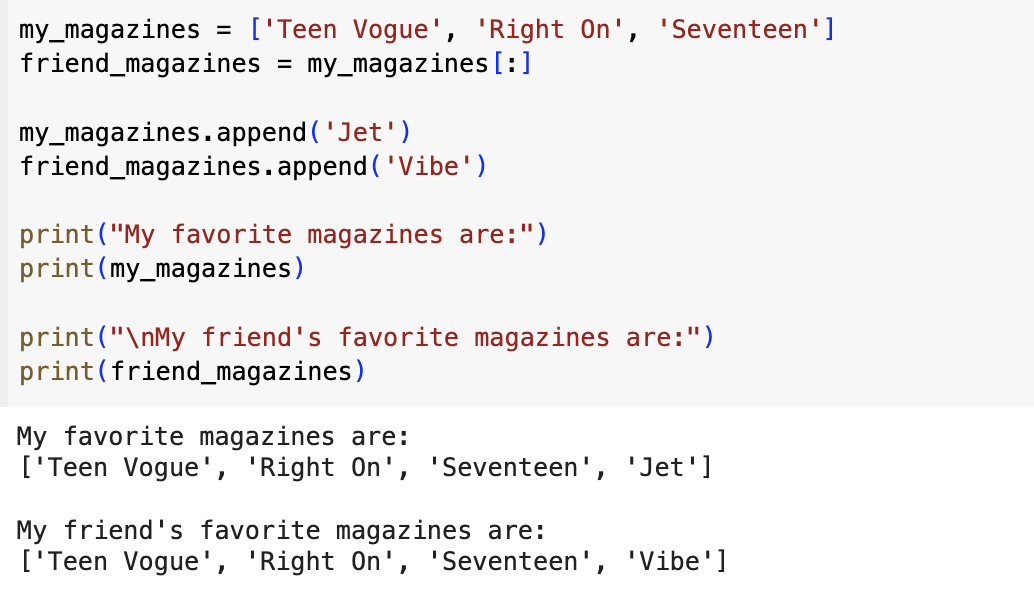 my_magazines = ['Teen Vogue', 'Right On', 'Seventeen']
friend_magazines = my_magazines[:]
my_magazines.append('Jet')
friend_magazines.append('Vibe')
print("My favorite magazines are:")
print(my_magazines)
print("\nMy friend's favorite magazines are:")
print(friend_magazines)
My favorite magazines are:
['Teen Vogue', 'Right On', 'Seventeen', 'Jet']
My friend's favorite magazines are:
['Teen Vogue', 'Right On', 'Seventeen', 'Vibe']